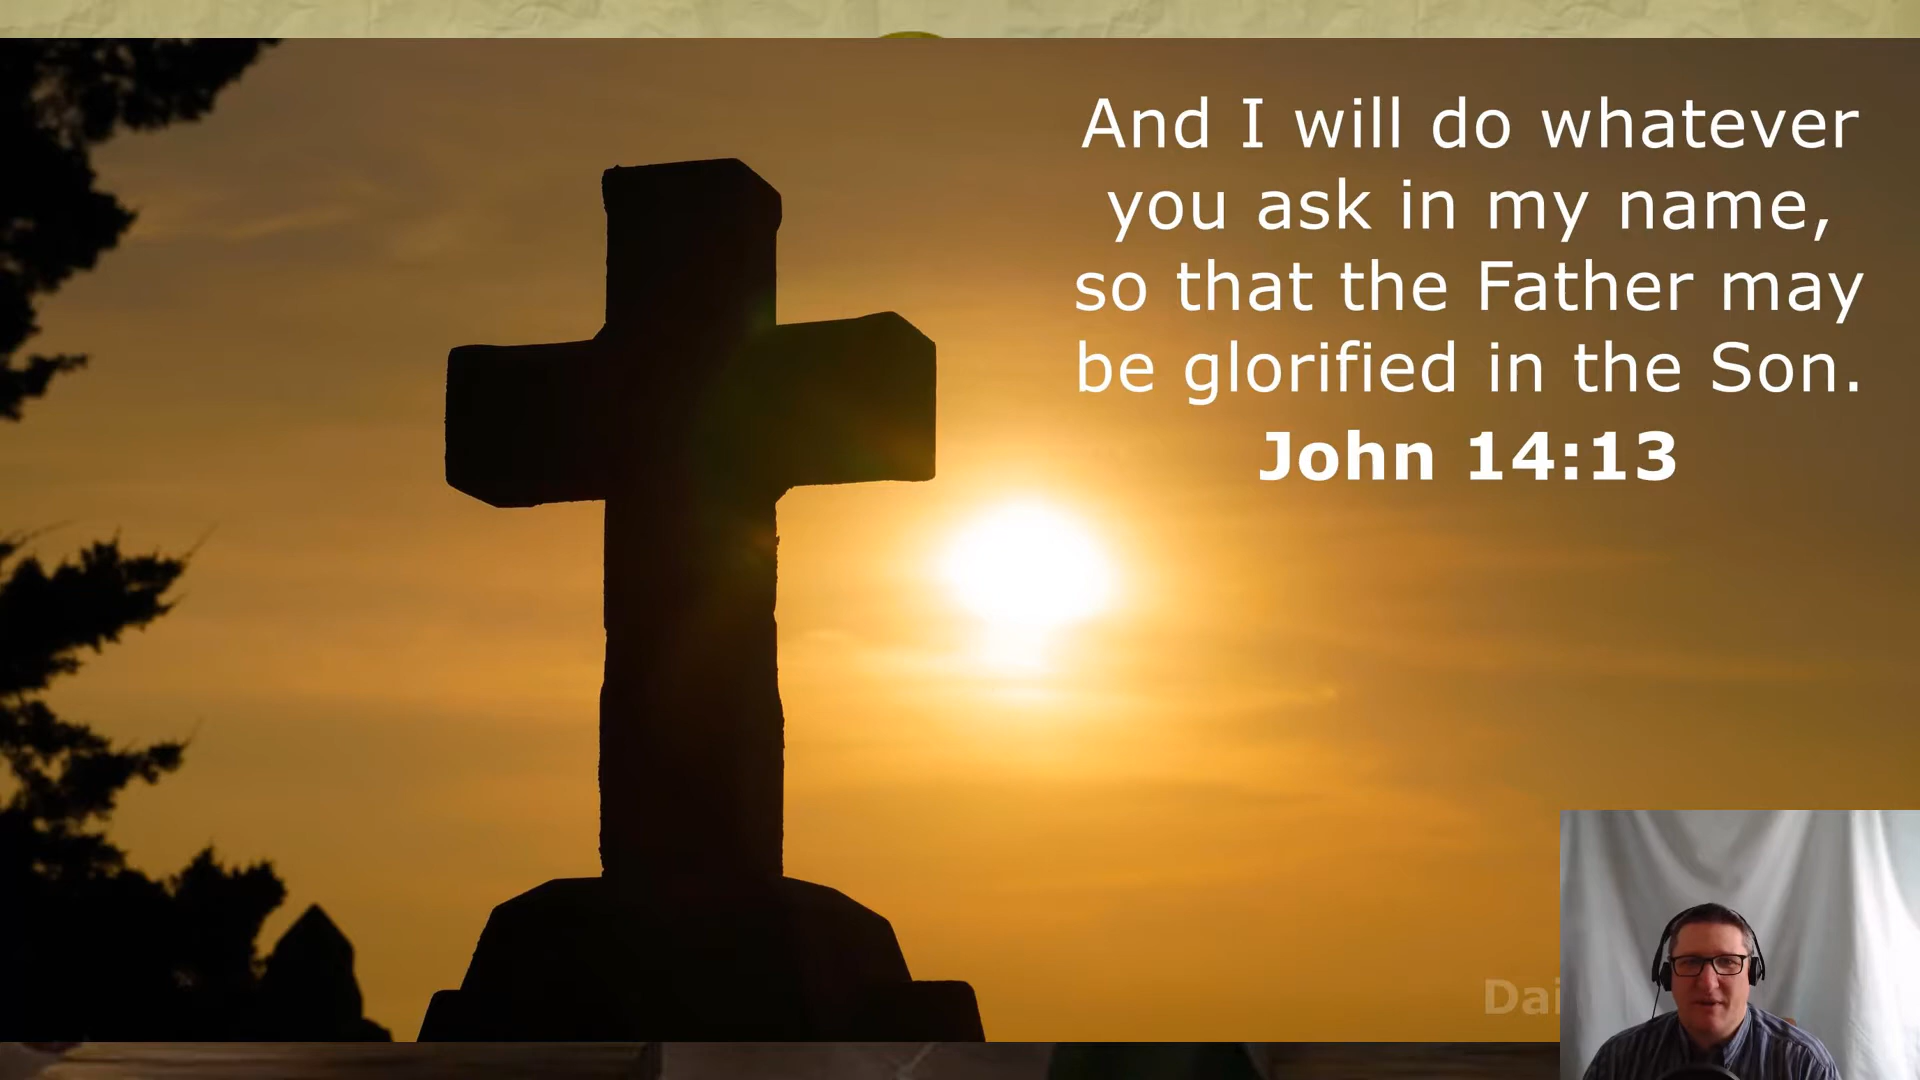 And I will do whatever
you ask in my name,
so that the Father may
be glorified in the Son.
John 14:13
Dai